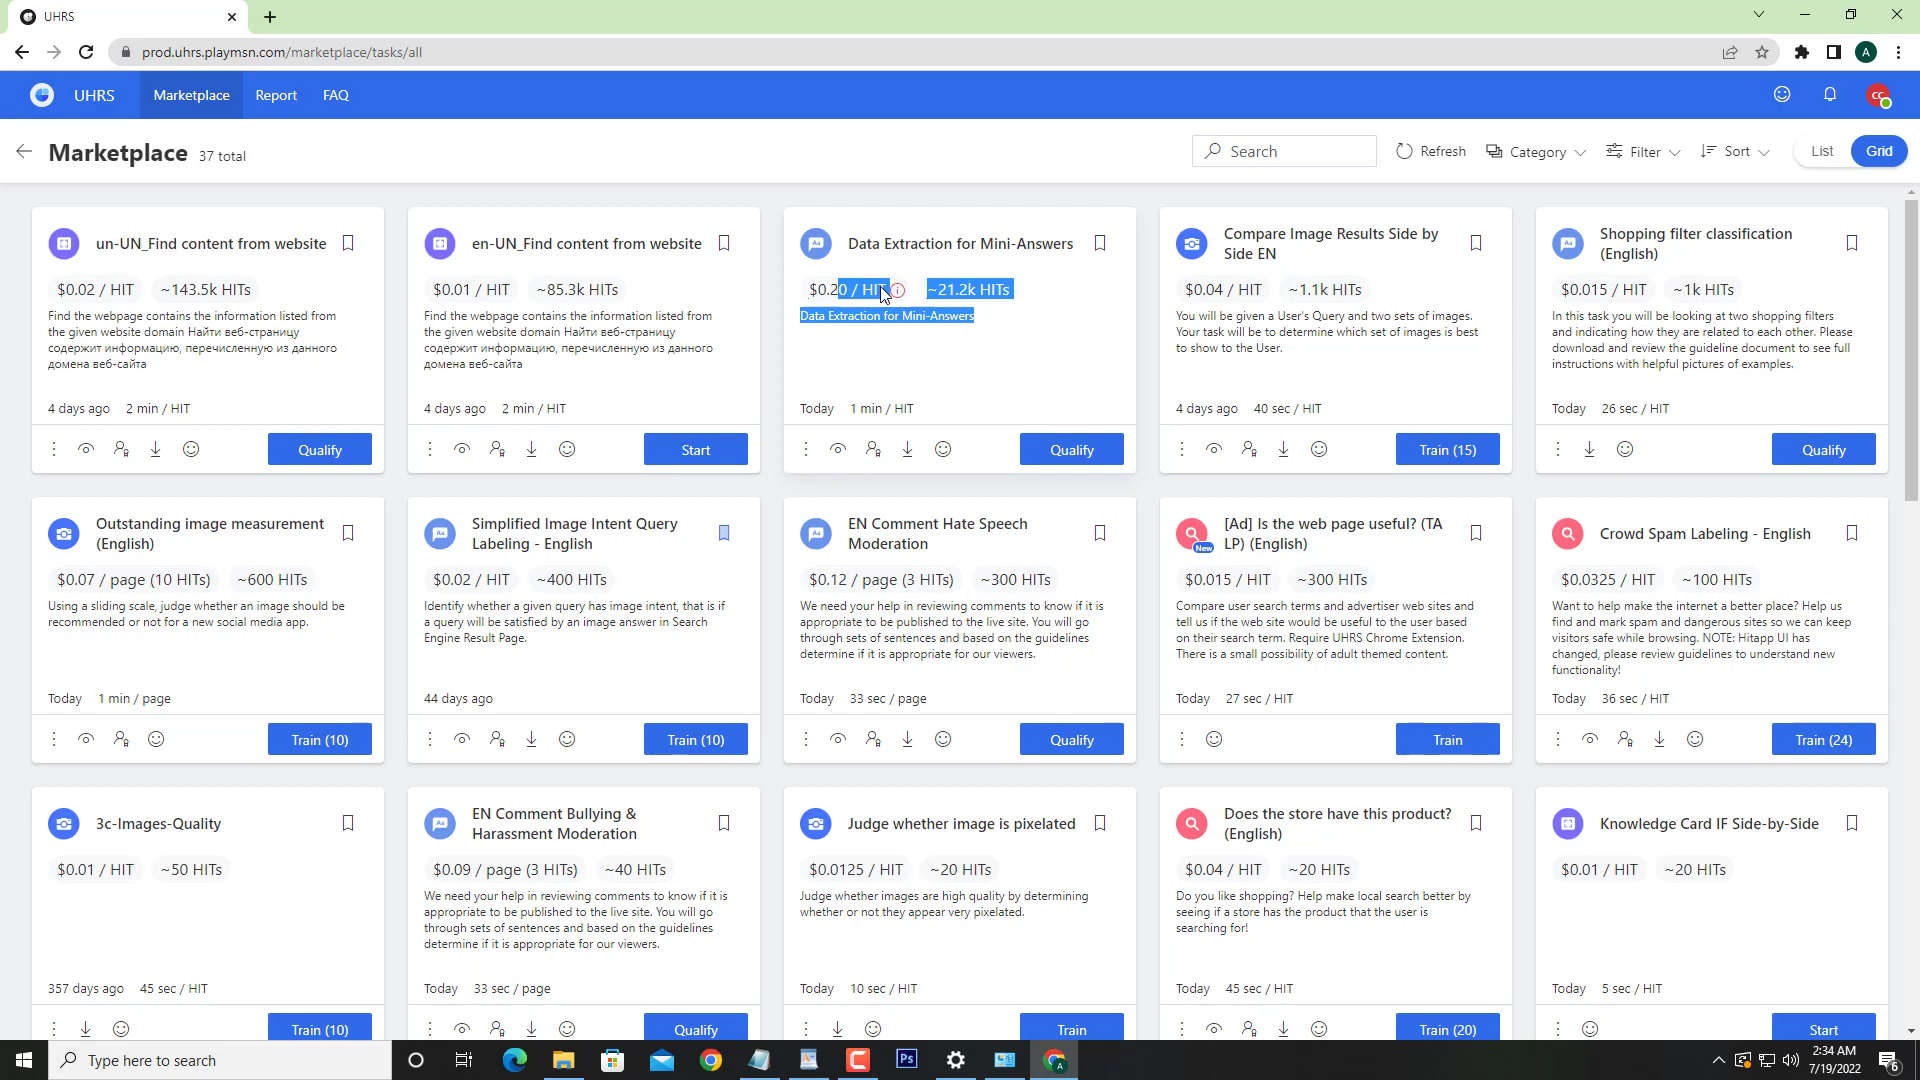 UHRS
prod.uhrs.playmsn.com/marketplace/tasks/all
A
UHRS
Marketplace
Report
FAQ
CC
Marketplace 37 total
Search
Refresh
Category
Filter
Sort
List
Grid
un-UN_Find content from website
$0.02 / HIT ~143.5k HITs
Find the webpage contains the information listed from
the given website domain Найти веб-страницу
содержит информацию, перечисленную из данного
домена веб-сайта
4 days ago 2 min / HIT
Qualify
en-UN_Find content from website
$0.01 / HIT ~85.3k HITs
Find the webpage contains the information listed from
the given website domain Найти веб-страницу
содержит информацию, перечисленную из данного
домена веб-сайта
4 days ago 2 min / HIT
Start
Data Extraction for Mini-Answers
$0.20 / HIT ~21.2k HITs
Data Extraction for Mini-Answers
Today 1 min / HIT
Qualify
Compare Image Results Side by
Side EN
$0.04 / HIT ~1.1k HITs
You will be given a User's Query and two sets of images.
Your task will be to determine which set of images is best
to show to the User.
4 days ago 40 sec / HIT
Train (15)
Shopping filter classification
(English)
$0.015 / HIT ~1k HITs
In this task you will be looking at two shopping filters
and indicating how they are related to each other. Please
download and review the guideline document to see full
instructions with helpful pictures of examples.
Today 26 sec / HIT
Qualify
Outstanding image measurement
(English)
$0.07 / page (10 HITs) ~600 HITs
Using a sliding scale, judge whether an image should be
recommended or not for a new social media app.
Today 1 min / page
Train (10)
Simplified Image Intent Query
Labeling - English
$0.02 / HIT ~400 HITs
Identify whether a given query has image intent, that is if
a query will be satisfied by an image answer in Search
Engine Result Page.
44 days ago
Train (10)
EN Comment Hate Speech
Moderation
$0.12 / page (3 HITs) ~300 HITs
We need your help in reviewing comments to know if it is
appropriate to be published to the live site. You will go
through sets of sentences and based on the guidelines
determine if it is appropriate for our viewers.
Today 33 sec / page
Qualify
New
[Ad] Is the web page useful? (TA
LP) (English)
$0.015 / HIT ~300 HITs
Compare user search terms and advertiser web sites and
tell us if the web site would be useful to the user based
on their search term. Require UHRS Chrome Extension.
There is a small possibility of adult themed content.
Today 27 sec / HIT
Train
Crowd Spam Labeling - English
$0.0325 / HIT ~100 HITs
Want to help make the internet a better place? Help us
find and mark spam and dangerous sites so we can keep
visitors safe while browsing. NOTE: Hitapp UI has
changed, please review guidelines to understand new
functionality!
Today 36 sec / HIT
Train (24)
3c-Images-Quality
$0.01 / HIT ~50 HITs
357 days ago 45 sec / HIT
Train (10)
EN Comment Bullying &
Harassment Moderation
$0.09 / page (3 HITs) ~40 HITs
We need your help in reviewing comments to know if it is
appropriate to be published to the live site. You will go
through sets of sentences and based on the guidelines
determine if it is appropriate for our viewers.
Today 33 sec / page
Qualify
Judge whether image is pixelated
$0.0125 / HIT ~20 HITs
Judge whether images are high quality by determining
whether or not they appear very pixelated.
Today 10 sec / HIT
Train
Does the store have this product?
(English)
$0.04 / HIT ~20 HITs
Do you like shopping? Help make local search better by
seeing if a store has the product that the user is
searching for!
Today 45 sec / HIT
Train (20)
Knowledge Card IF Side-by-Side
$0.01 / HIT ~20 HITs
Today 5 sec / HIT
Start
Type here to search
Ps
2:34 AM
7/19/2022
6